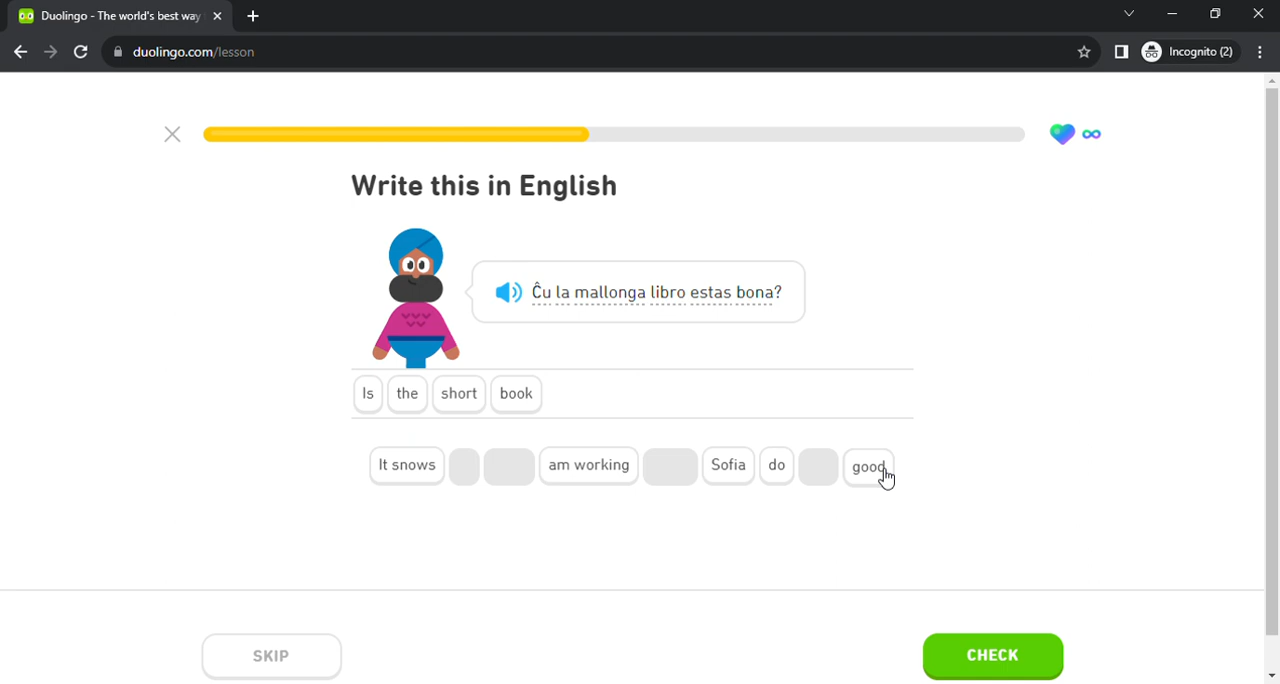 Duolingo - The world's best way
duolingo.com/lesson
Incognito (2)
Write this in English
Ĉu la mallonga libro estas bona?
Is the short book
It snows am working Sofia do good
SKIP CHECK